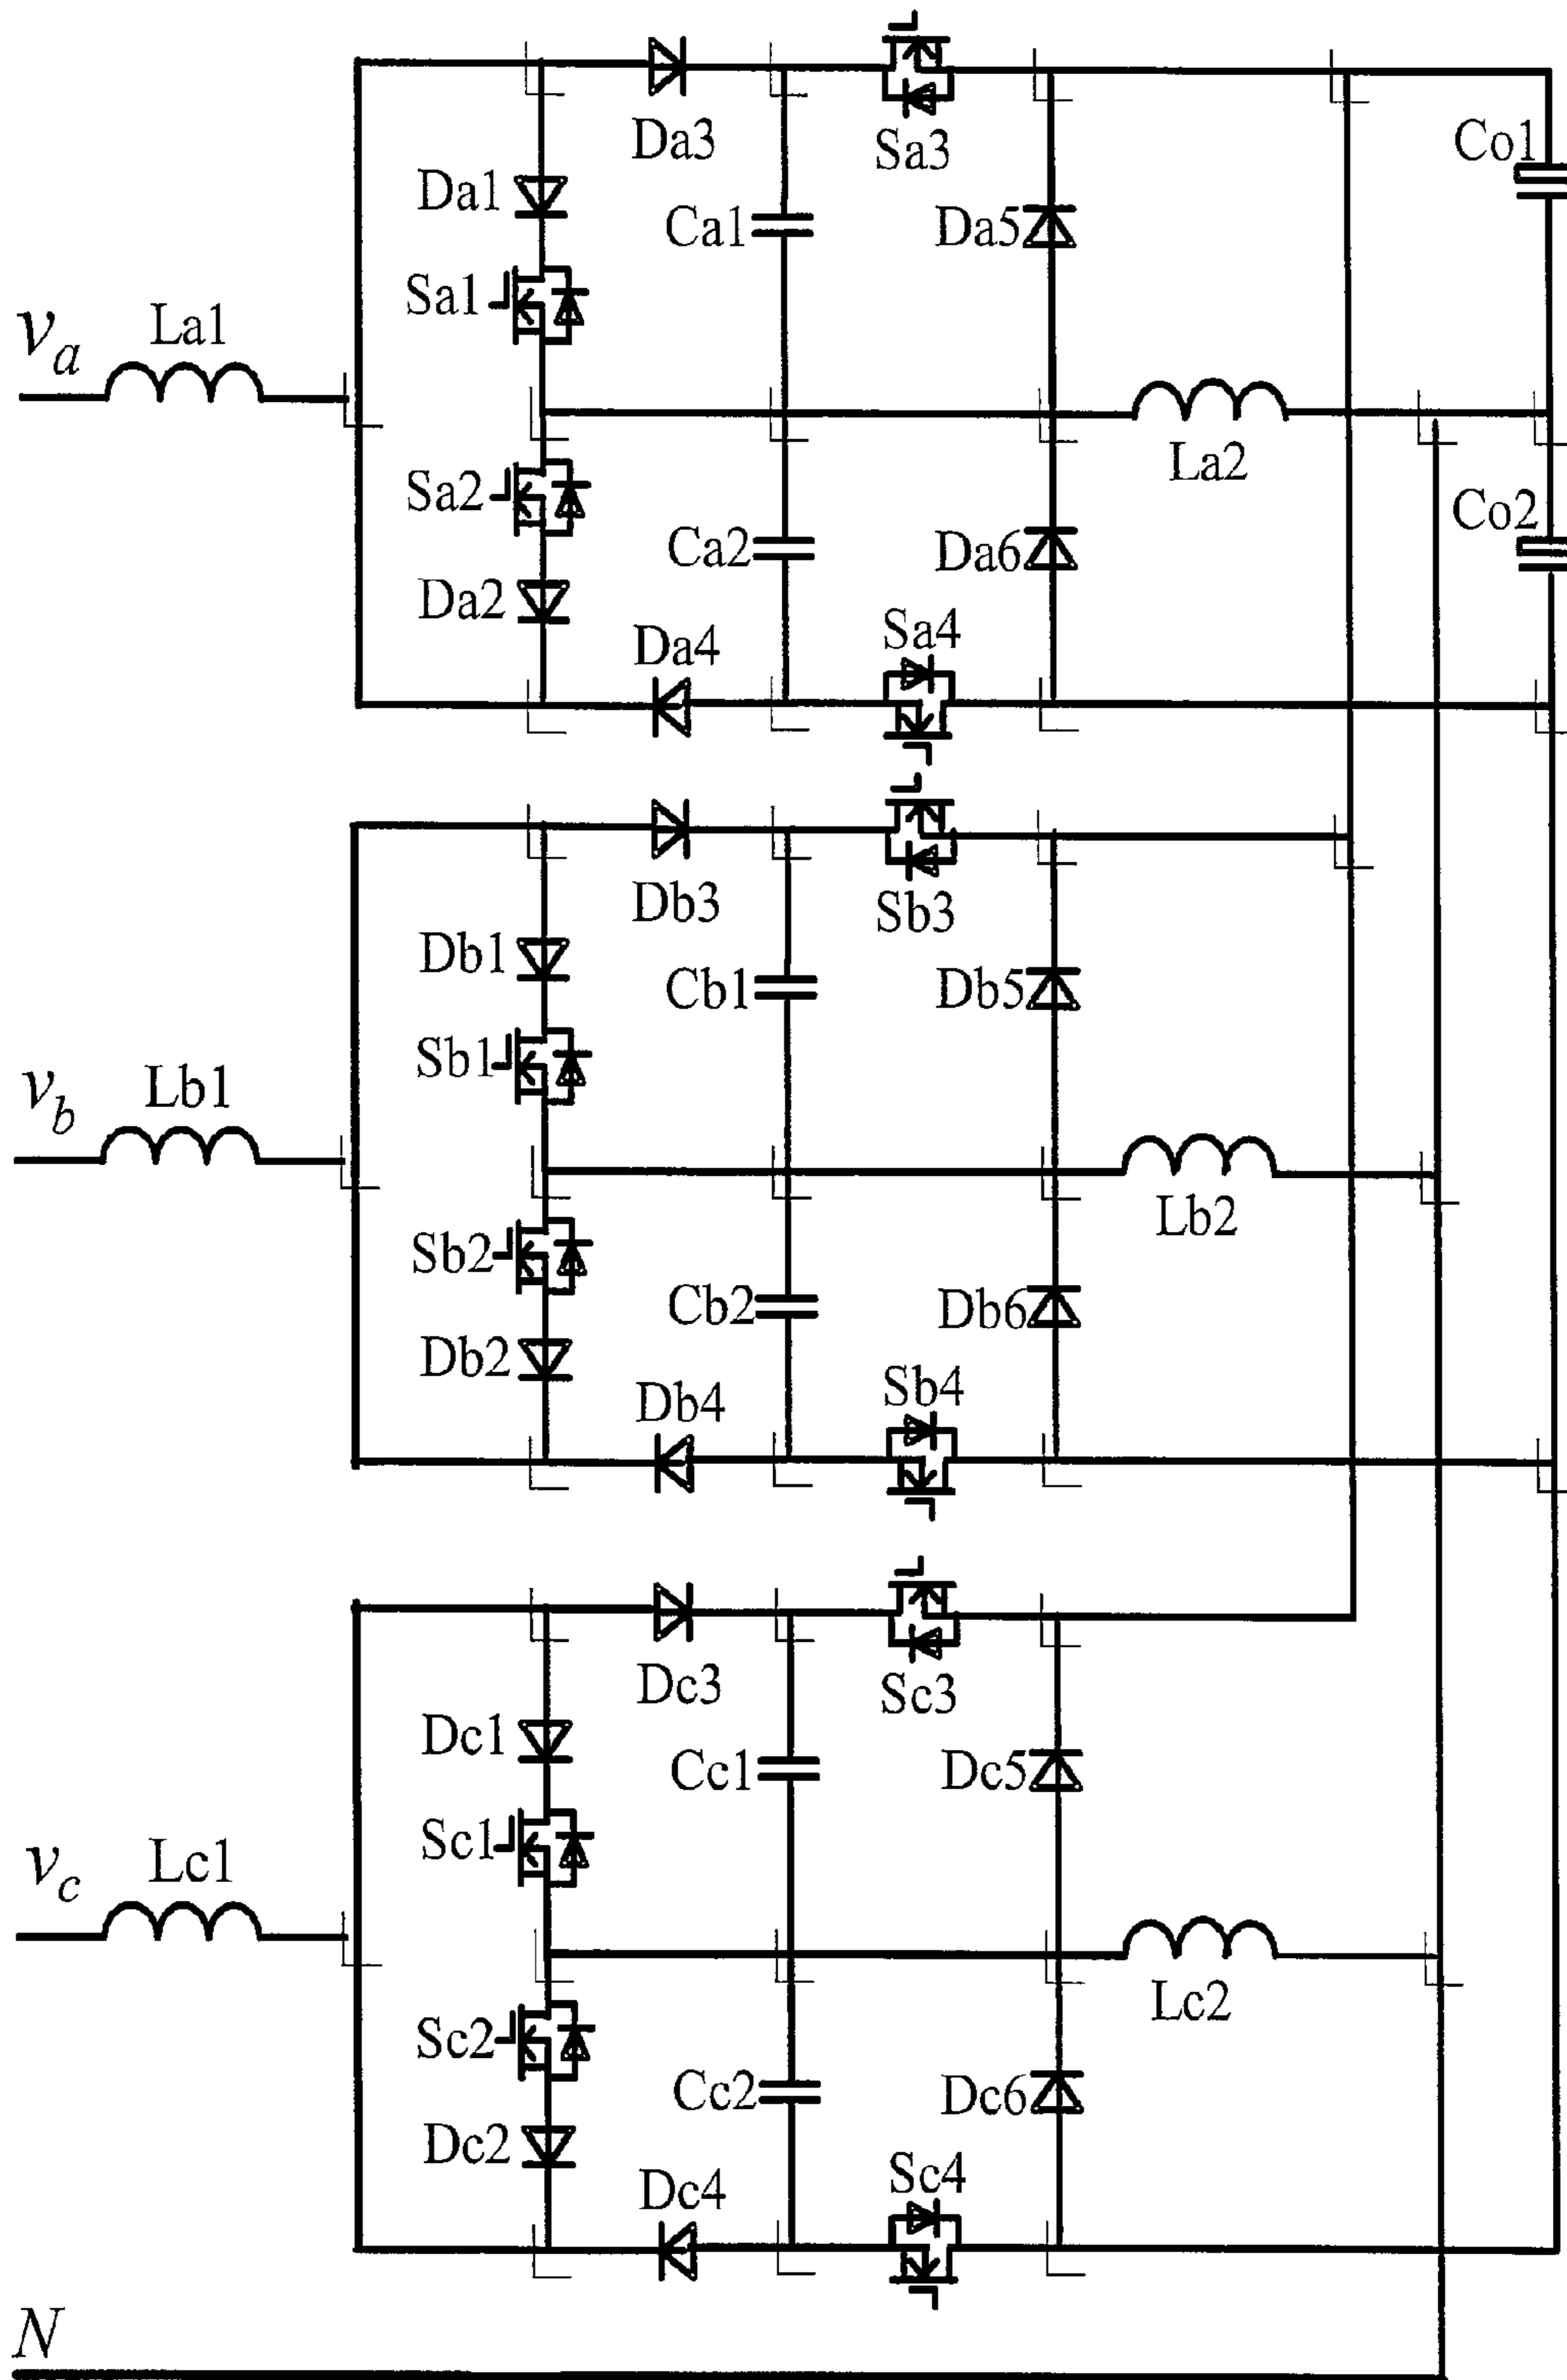 Da3
Sa3
Co1
Da1
Ca1
Da5
Sa1
va
La1
La2
Sa2
Co2
Ca2
Da6
Da2
Da4
Sa4
Db3
Sb3
Db1
Cb1
Db5
Sb1
vb
Lb1
Lb2
Sb2
Cb2
Db6
Db2
Db4
Sb4
Dc3
Sc3
Dc1
Cc1
Dc5
Sc1
vc
Lc1
Lc2
Sc2
Cc2
Dc6
Dc2
Dc4
Sc4
N